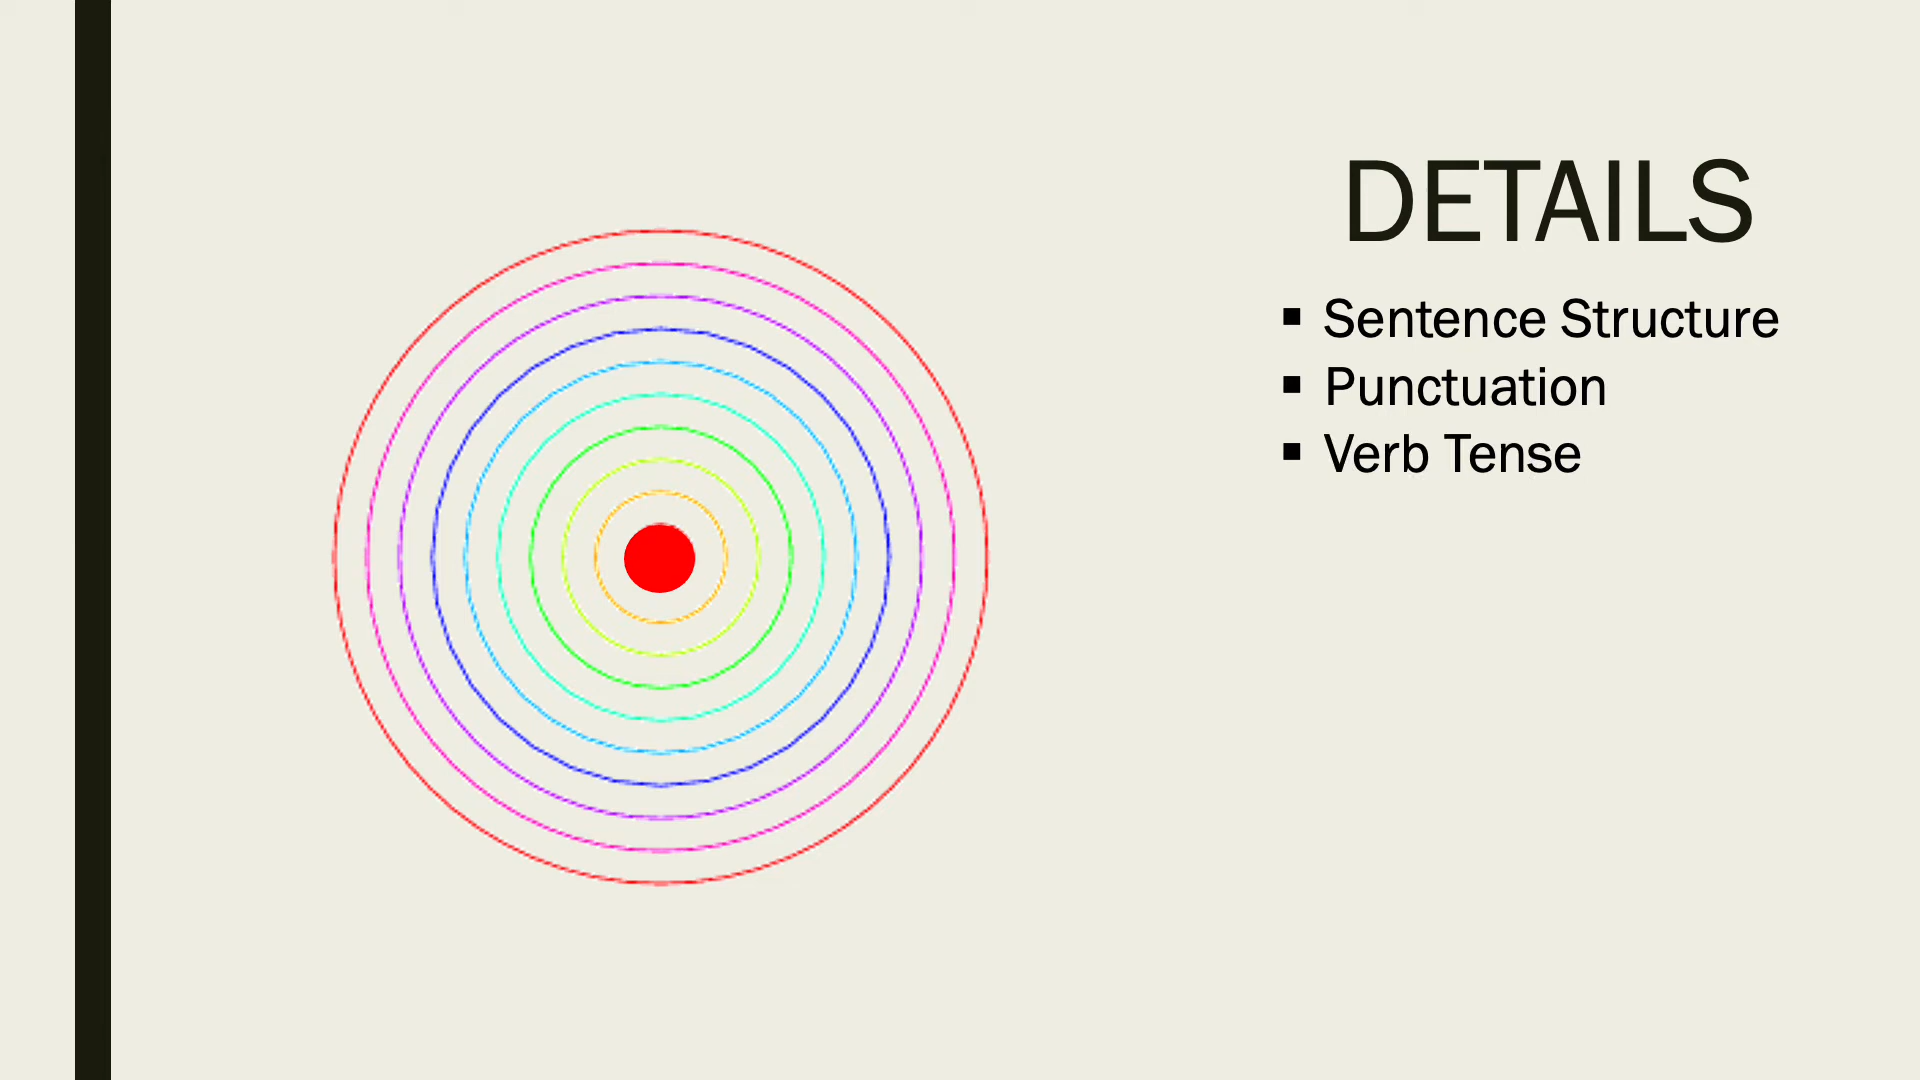 DETAILS
▪ Sentence Structure
▪ Punctuation
▪ Verb Tense